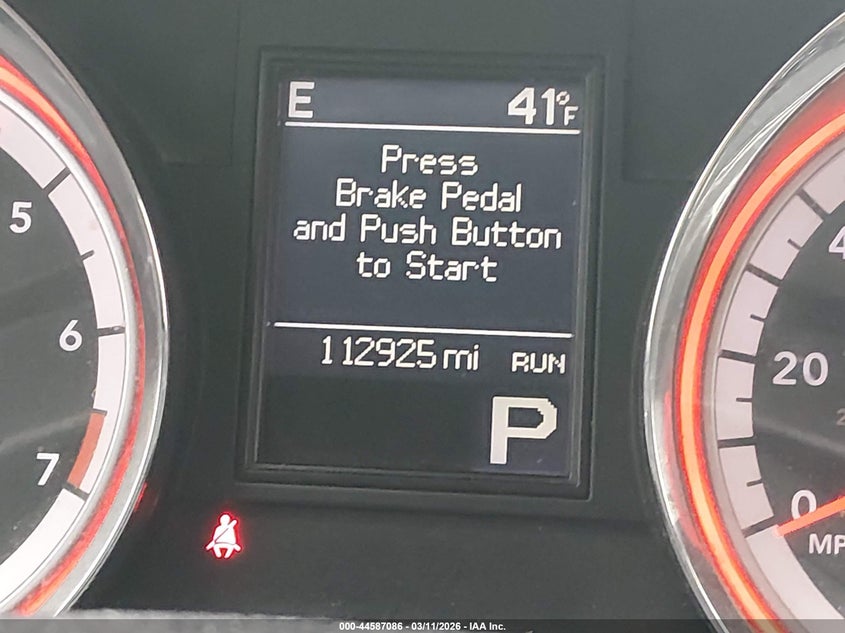 E 41°F
Press
Brake Pedal
and Push Button
to Start
112925 mi RUN
P
5
6
7
20
0
MP
000-44587086 - 03/11/2026 - IAA Inc.